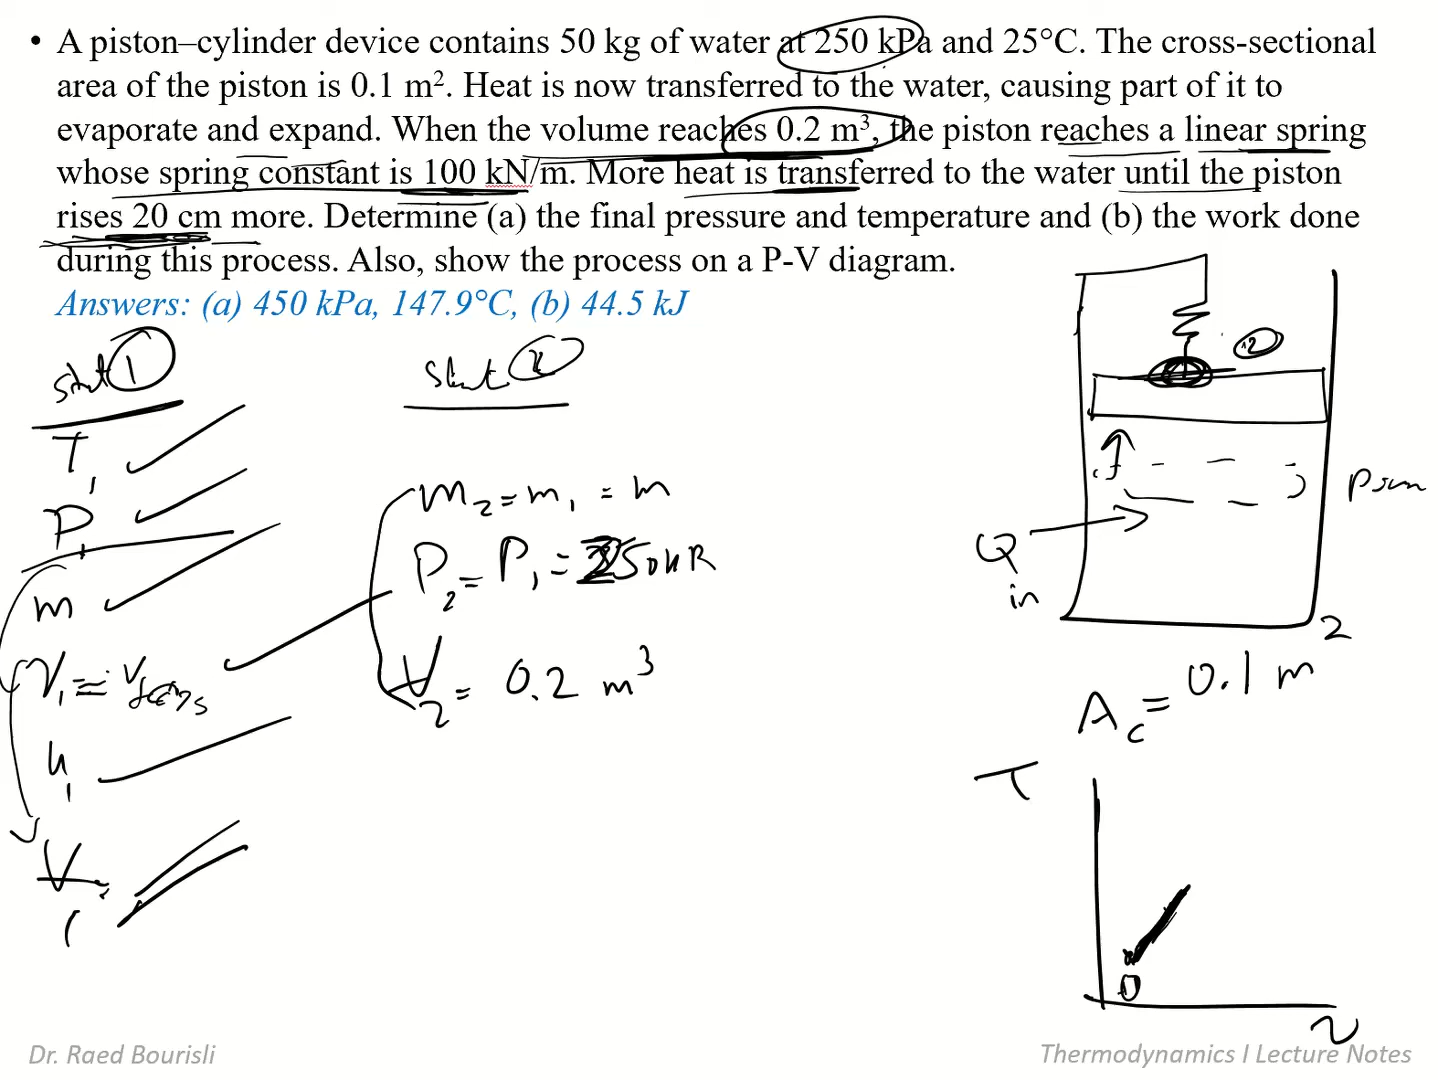 • A piston–cylinder device contains 50 kg of water at 250 kPa and 25°C. The cross-sectional
area of the piston is 0.1 m². Heat is now transferred to the water, causing part of it to
evaporate and expand. When the volume reaches 0.2 m³, the piston reaches a linear spring
whose spring constant is 100 kN/m. More heat is transferred to the water until the piston
rises 20 cm more. Determine (a) the final pressure and temperature and (b) the work done
during this process. Also, show the process on a P-V diagram.
Answers: (a) 450 kPa, 147.9°C, (b) 44.5 kJ
1
T₁
P₁
m
u₁
V₁
2
m₂ = m₁ = m
P₂ = P₁ = 250
V₂ = 0.2 m³
2
Q
in
A_c = 0.1 m²
T
1
v
Dr. Raed Bourisli
Thermodynamics I Lecture Notes